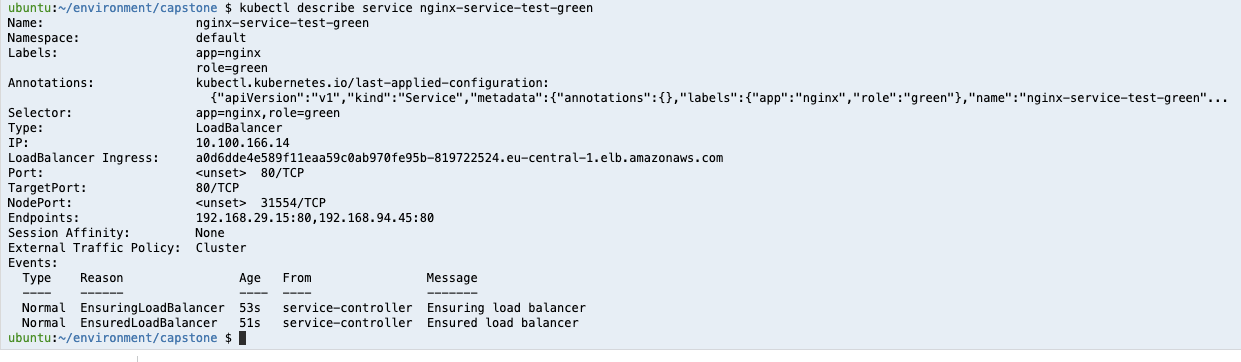 ubuntu:~/environment/capstone $ kubectl describe service nginx-service-test-green
Name:                     nginx-service-test-green
Namespace:                default
Labels:                   app=nginx
                          role=green
Annotations:              kubectl.kubernetes.io/last-applied-configuration:
                            {"apiVersion":"v1","kind":"Service","metadata":{"annotations":{},"labels":{"app":"nginx","role":"green"},"name":"nginx-service-test-green"...
Selector:                 app=nginx,role=green
Type:                     LoadBalancer
IP:                       10.100.166.14
LoadBalancer Ingress:     a0d6dde4e589f11eaa59c0ab970fe95b-819722524.eu-central-1.elb.amazonaws.com
Port:                     <unset>  80/TCP
TargetPort:               80/TCP
NodePort:                 <unset>  31554/TCP
Endpoints:                192.168.29.15:80,192.168.94.45:80
Session Affinity:         None
External Traffic Policy:  Cluster
Events:
  Type    Reason                Age   From                Message
  ----    ------                ----  ----                -------
  Normal  EnsuringLoadBalancer  53s   service-controller  Ensuring load balancer
  Normal  EnsuredLoadBalancer   51s   service-controller  Ensured load balancer
ubuntu:~/environment/capstone $